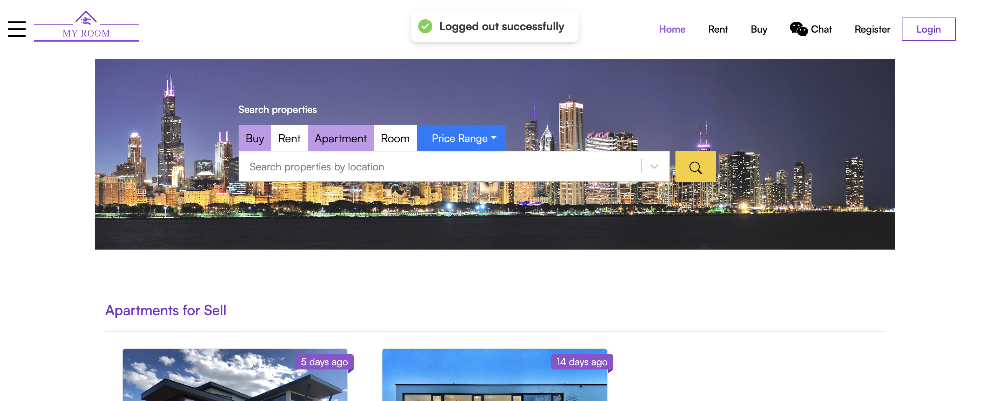 MY ROOM
Logged out successfully
Home Rent Buy Chat Register Login
Search properties
Buy Rent Apartment Room Price Range
Search properties by location
Apartments for Sell
5 days ago
14 days ago